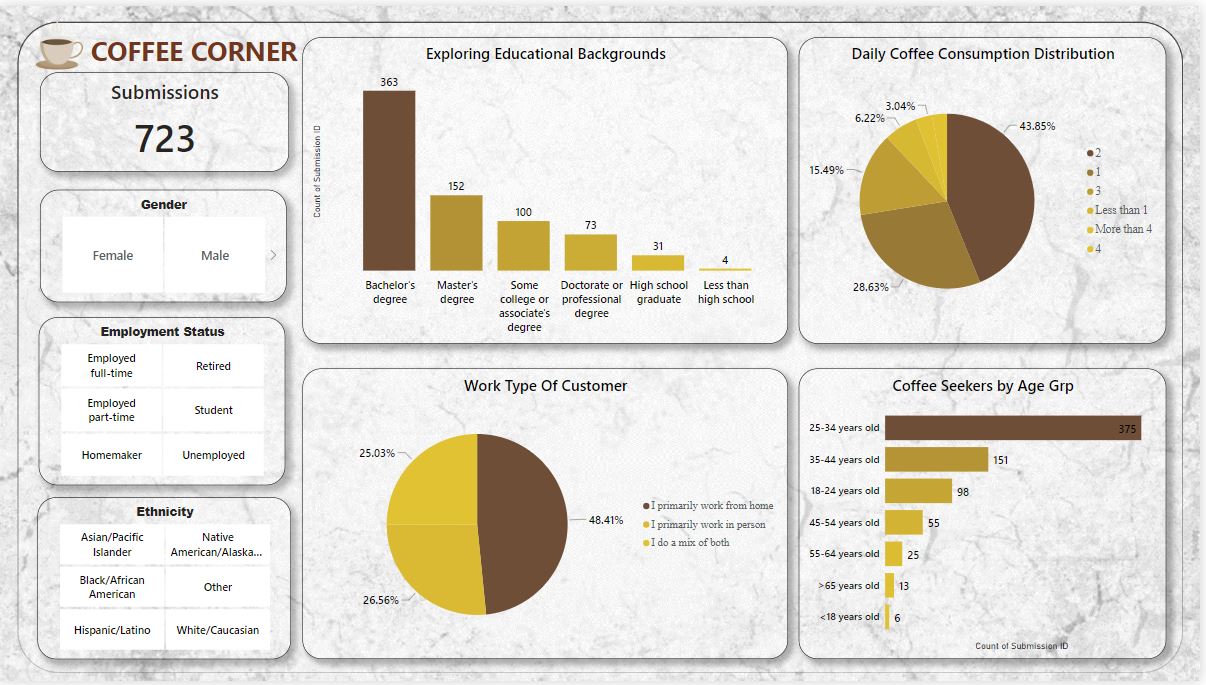 COFFEE CORNER
Submissions
723
Gender
Female
Male
Employment Status
Employed
full-time
Retired
Employed
part-time
Student
Homemaker
Unemployed
Ethnicity
Asian/Pacific
Islander
Native
American/Alaska...
Black/African
American
Other
Hispanic/Latino
White/Caucasian
Exploring Educational Backgrounds
Count of Submission ID
363
152
100
73
31
4
Bachelor's
degree
Master's
degree
Some
college or
associate's
degree
Doctorate or
professional
degree
High school
graduate
Less than
high school
Daily Coffee Consumption Distribution
3.04%
6.22%
15.49%
28.63%
43.85%
2
1
3
Less than 1
More than 4
4
Work Type Of Customer
25.03%
26.56%
48.41%
I primarily work from home
I primarily work in person
I do a mix of both
Coffee Seekers by Age Grp
25-34 years old 375
35-44 years old 151
18-24 years old 98
45-54 years old 55
55-64 years old 25
>65 years old 13
<18 years old 6
Count of Submission ID